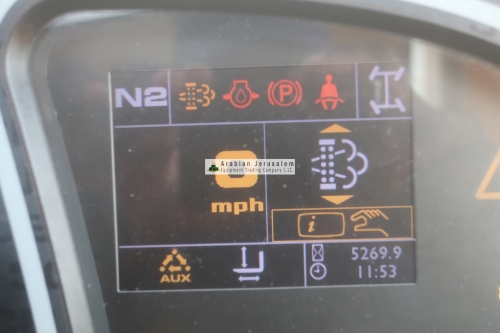 N2
P
Arabian Jerusalem
Equipment Trading Company L.L.C.
0
mph
i
AUX
5269.9
11:53